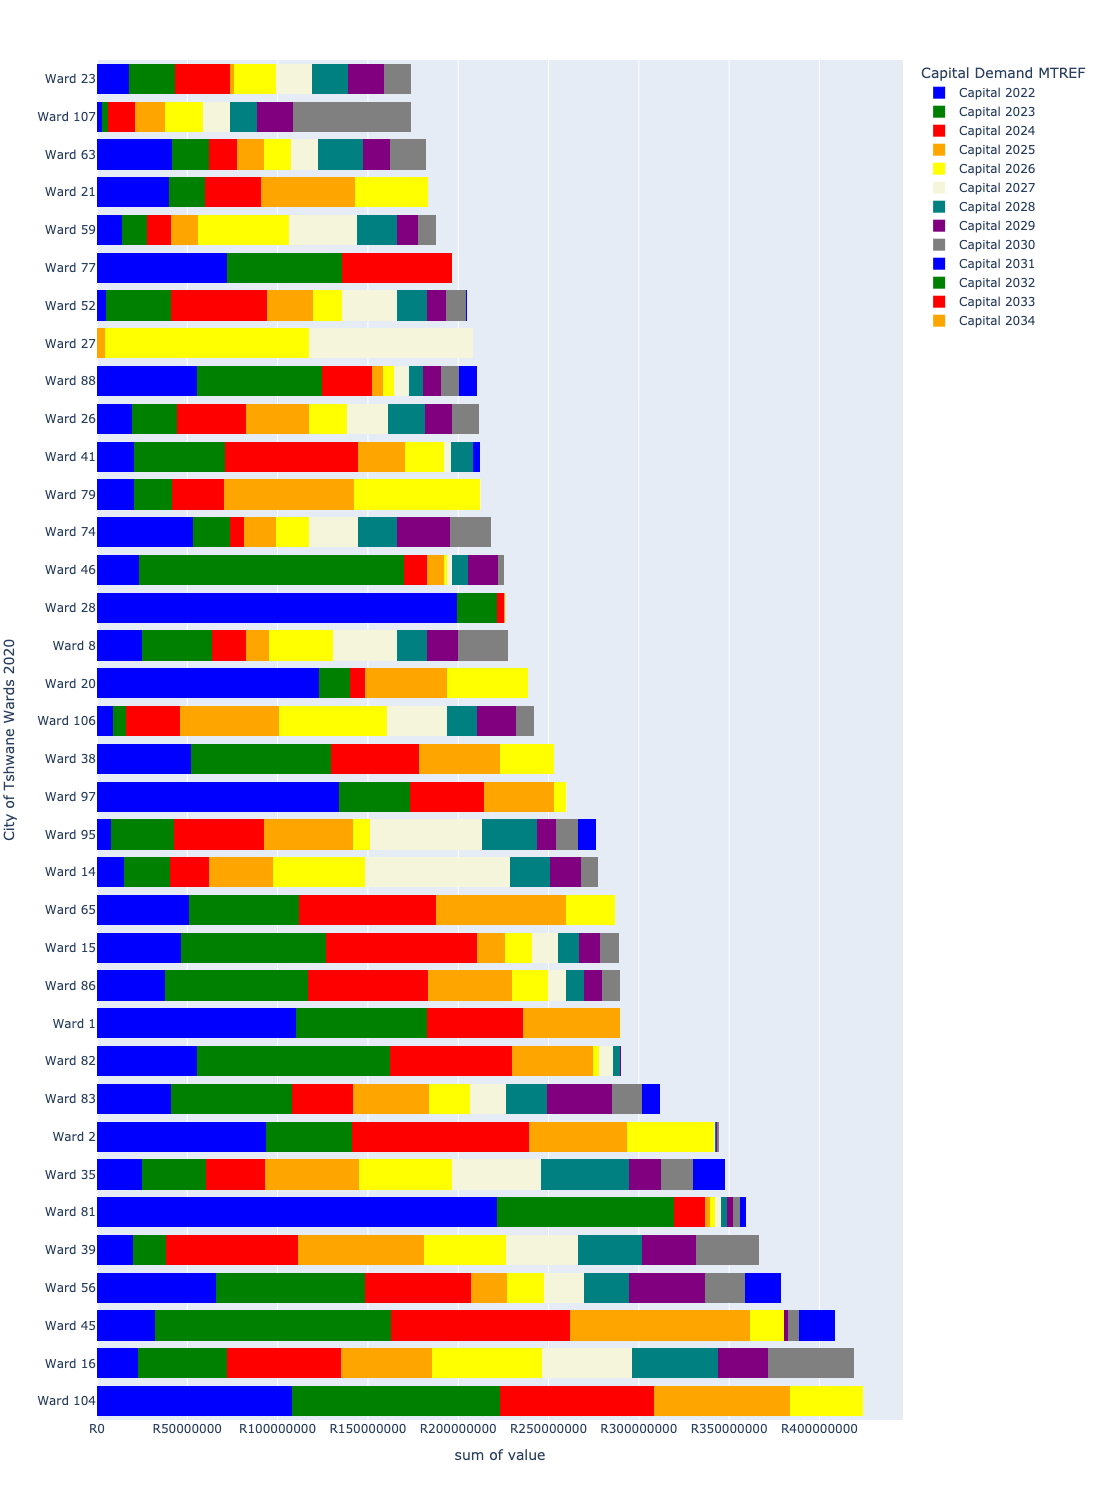 Capital Demand MTREF
Capital 2022
Capital 2023
Capital 2024
Capital 2025
Capital 2026
Capital 2027
Capital 2028
Capital 2029
Capital 2030
Capital 2031
Capital 2032
Capital 2033
Capital 2034
City of Tshwane Wards 2020
Ward 23
Ward 107
Ward 63
Ward 21
Ward 59
Ward 77
Ward 52
Ward 27
Ward 88
Ward 26
Ward 41
Ward 79
Ward 74
Ward 46
Ward 28
Ward 8
Ward 20
Ward 106
Ward 38
Ward 97
Ward 95
Ward 14
Ward 65
Ward 15
Ward 86
Ward 1
Ward 82
Ward 83
Ward 2
Ward 35
Ward 81
Ward 39
Ward 56
Ward 45
Ward 16
Ward 104
R0 R50000000 R100000000 R150000000 R200000000 R250000000 R300000000 R350000000 R400000000
sum of value